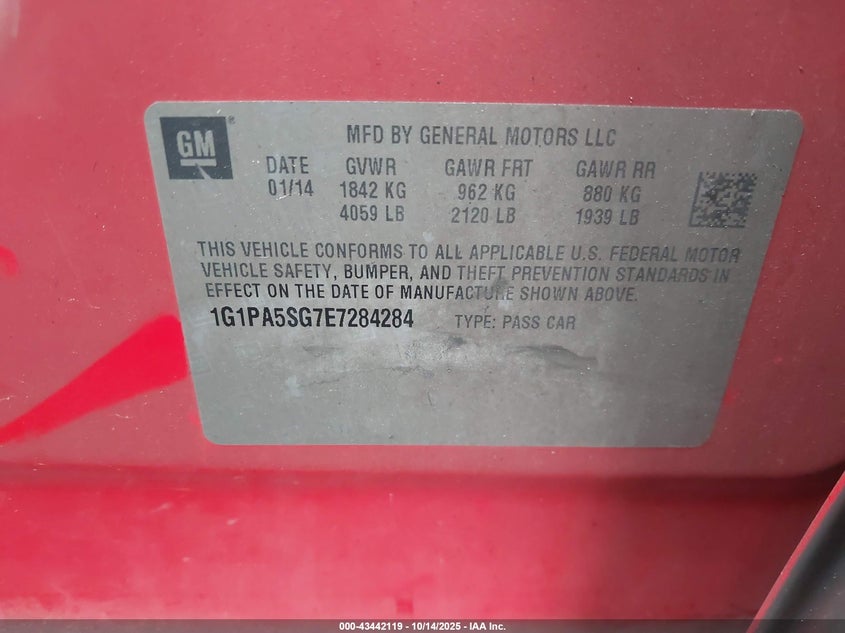 GM
MFD BY GENERAL MOTORS LLC
DATE GVWR GAWR FRT GAWR RR
01/14 1842 KG 962 KG 880 KG
4059 LB 2120 LB 1939 LB
THIS VEHICLE CONFORMS TO ALL APPLICABLE U.S. FEDERAL MOTOR
VEHICLE SAFETY, BUMPER, AND THEFT PREVENTION STANDARDS IN
EFFECT ON THE DATE OF MANUFACTURE SHOWN ABOVE.
1G1PA5SG7E7284284 TYPE: PASS CAR
000-43442119 - 10/14/2025 - IAA Inc.